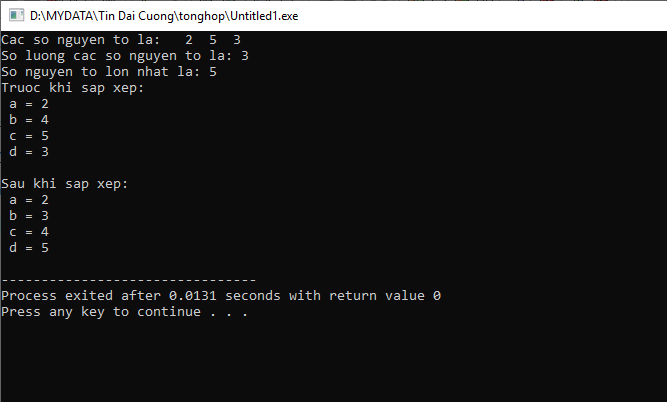 D:\MYDATA\Tin Dai Cuong\tonghop\Untitled1.exe
Cac so nguyen to la:   2  5  3
So luong cac so nguyen to la: 3
So nguyen to lon nhat la: 5
Truoc khi sap xep:
 a = 2
 b = 4
 c = 5
 d = 3

Sau khi sap xep:
 a = 2
 b = 3
 c = 4
 d = 5

--------------------------------
Process exited after 0.0131 seconds with return value 0
Press any key to continue . . .